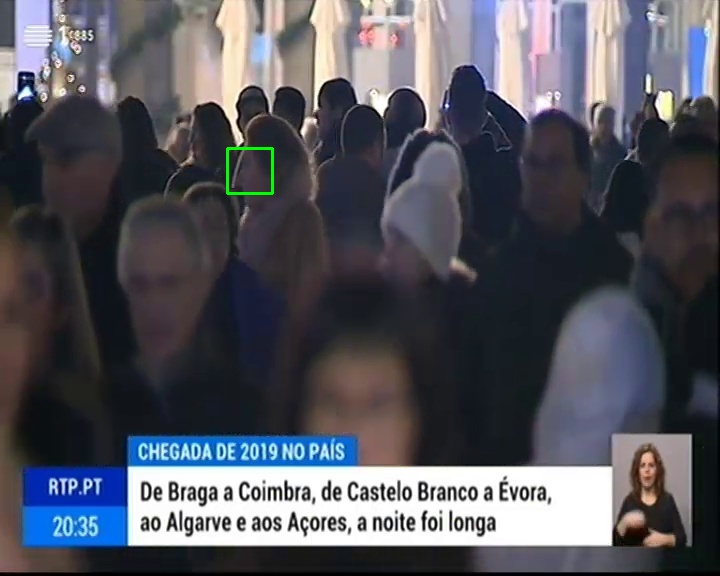 1
CHEGADA DE 2019 NO PAÍS
RTP.PT
De Braga a Coimbra, de Castelo Branco a Évora,
20:35
ao Algarve e aos Açores, a noite foi longa